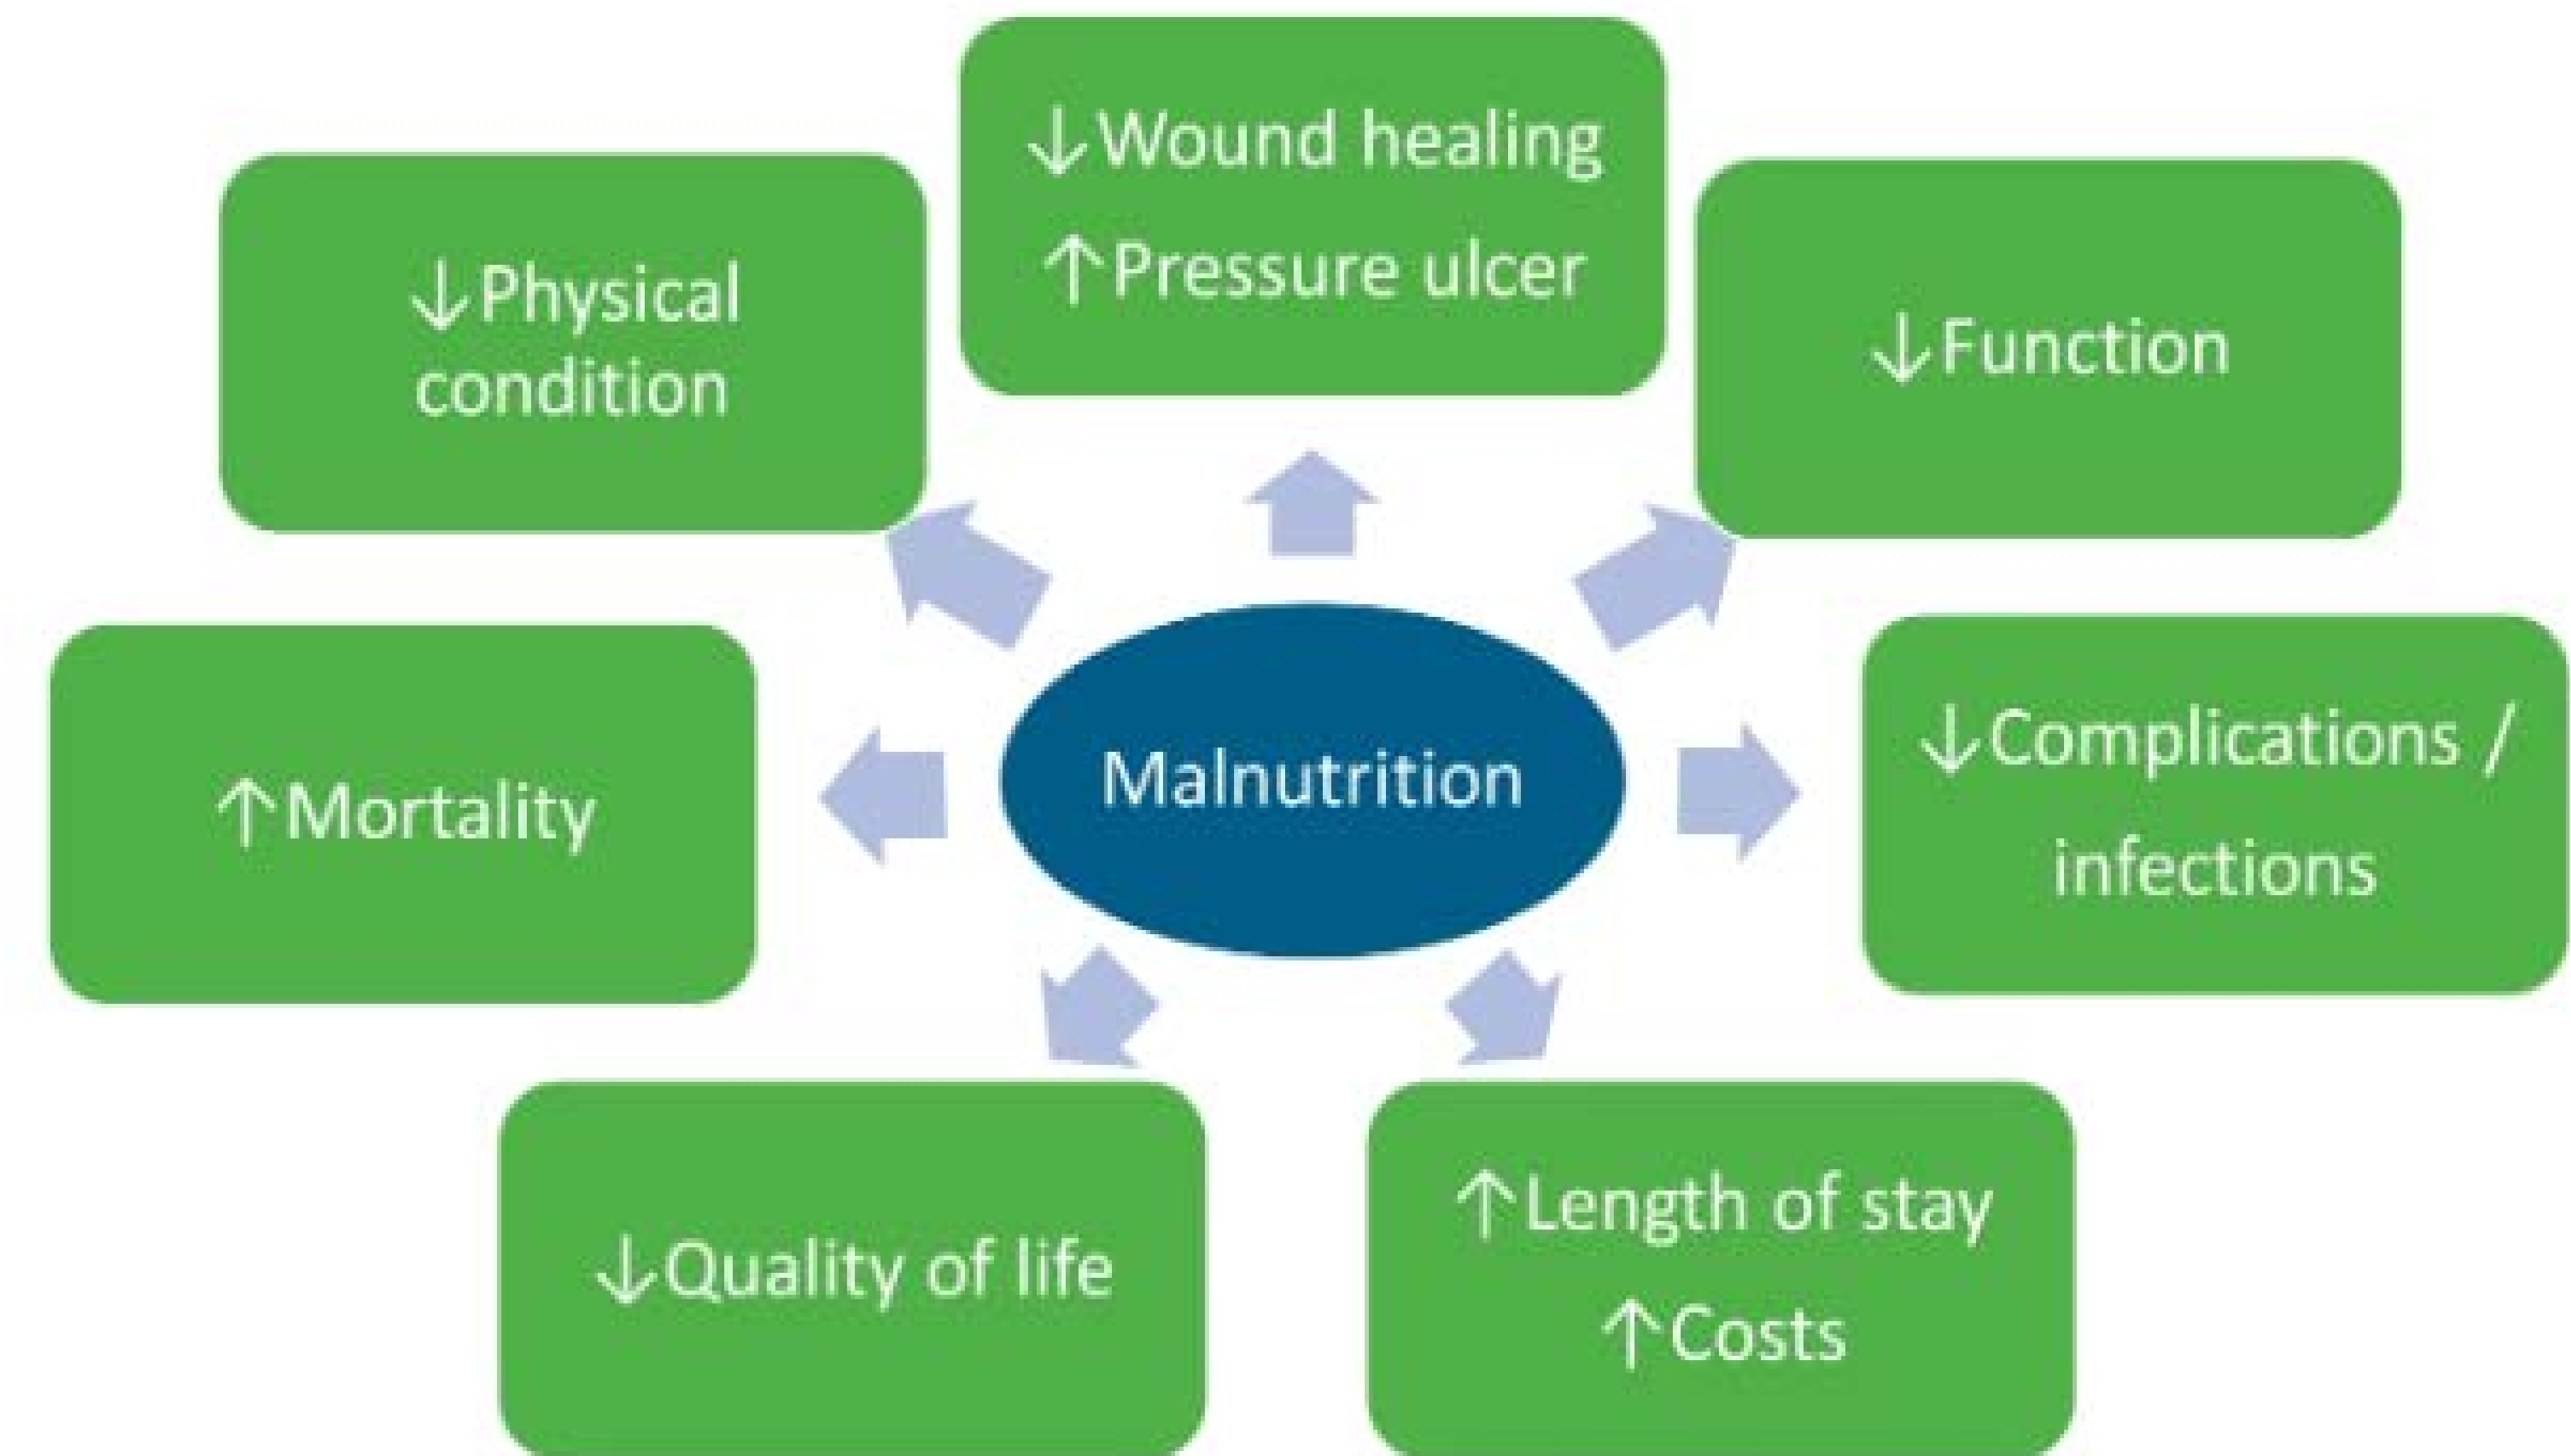 ↓Wound healing
↑Pressure ulcer
↓Physical
condition
↓Function
↑Mortality
Malnutrition
↓Complications /
infections
↓Quality of life
↑Length of stay
↑Costs